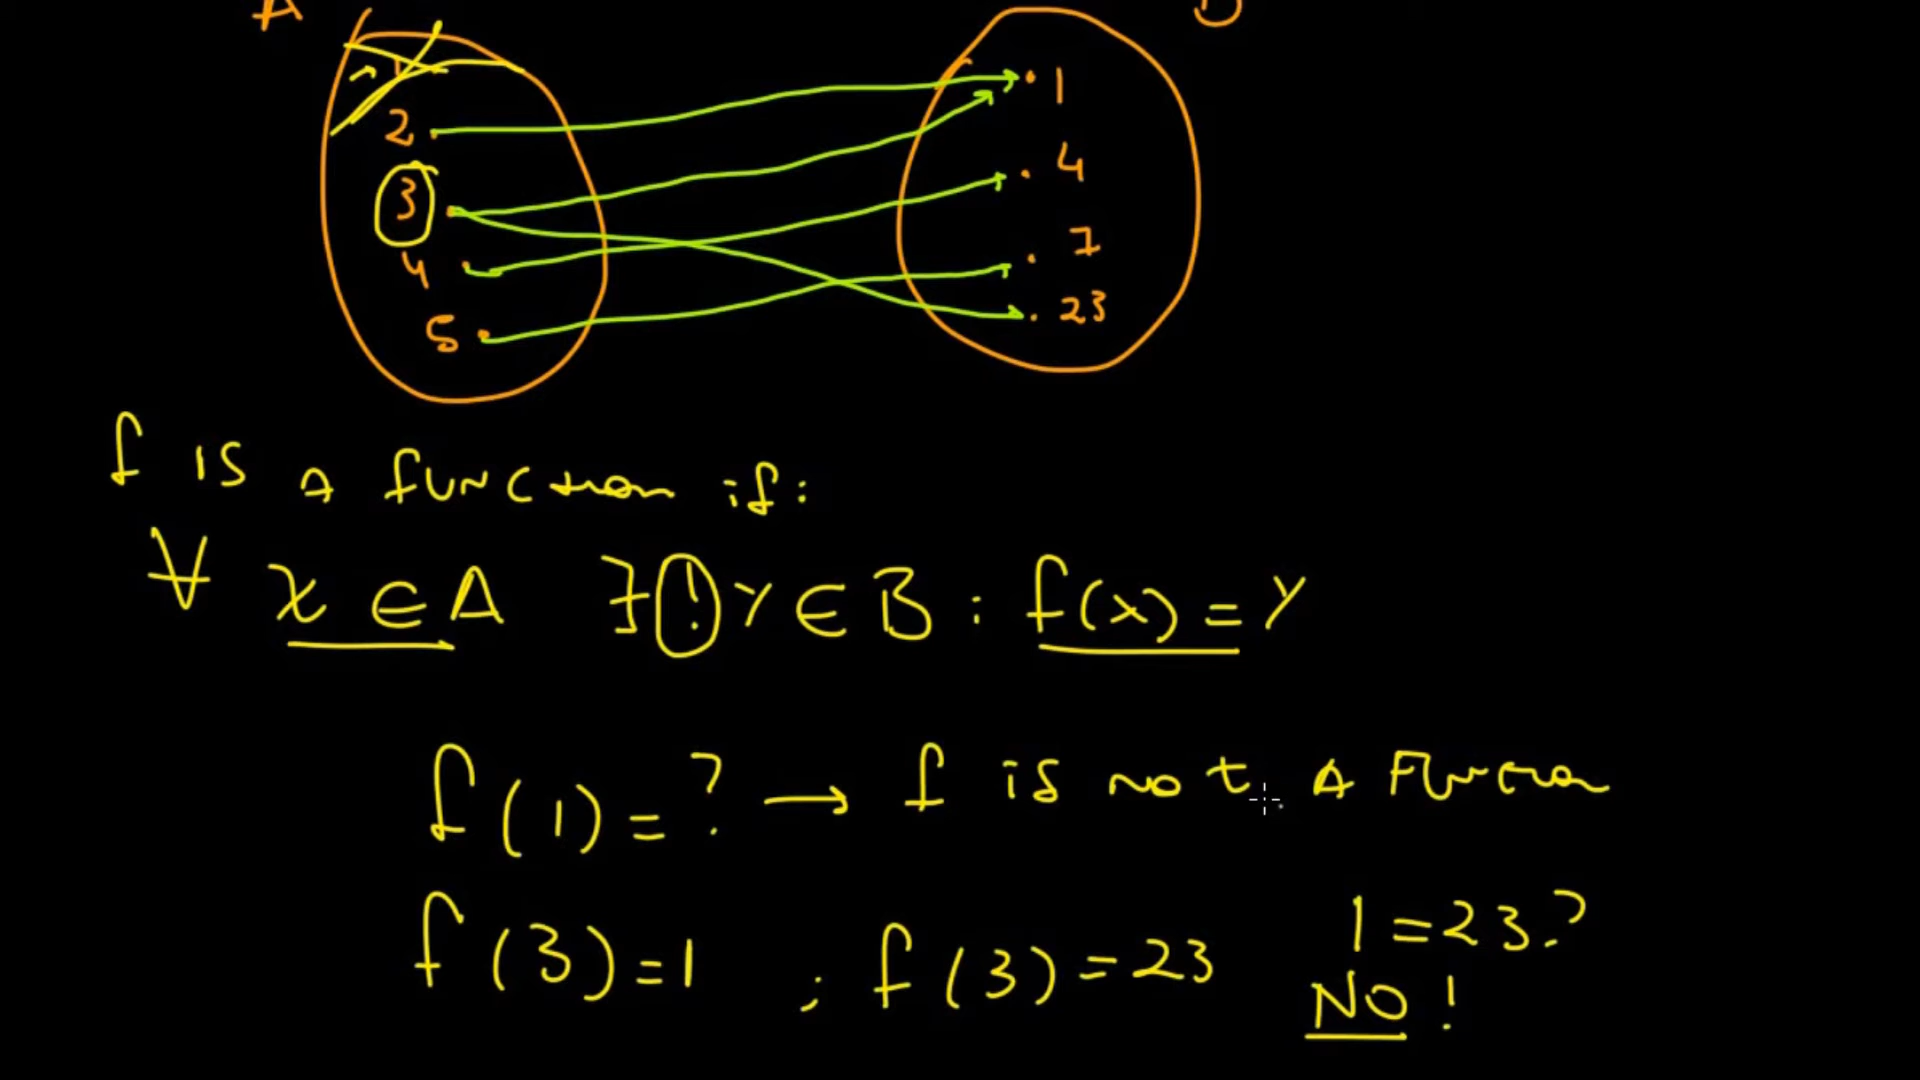 A B
1 1
2 4
3 7
4 23
5
f is a function if:
∀ x ∈ A ∃! y ∈ B : f(x) = y
f(1) = ? → f is not a function
f(3) = 1 ; f(3) = 23 1 = 23?
NO!